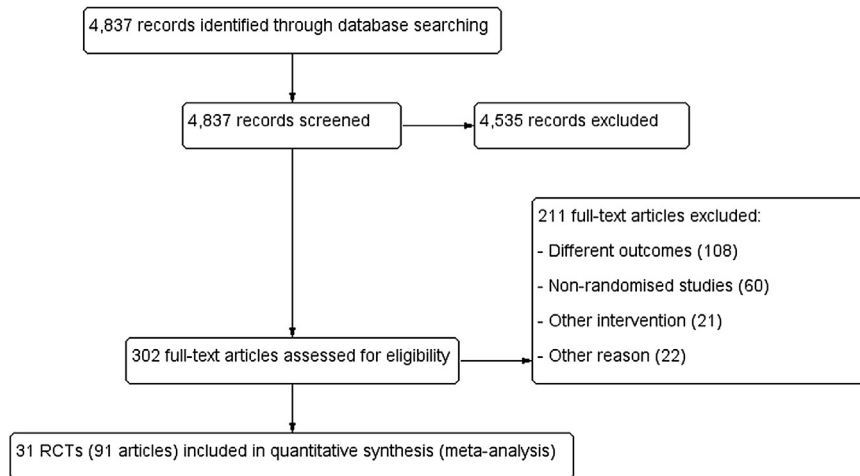 4,837 records identified through database searching
4,837 records screened
4,535 records excluded
211 full-text articles excluded:
- Different outcomes (108)
- Non-randomised studies (60)
- Other intervention (21)
- Other reason (22)
302 full-text articles assessed for eligibility
31 RCTs (91 articles) included in quantitative synthesis (meta-analysis)